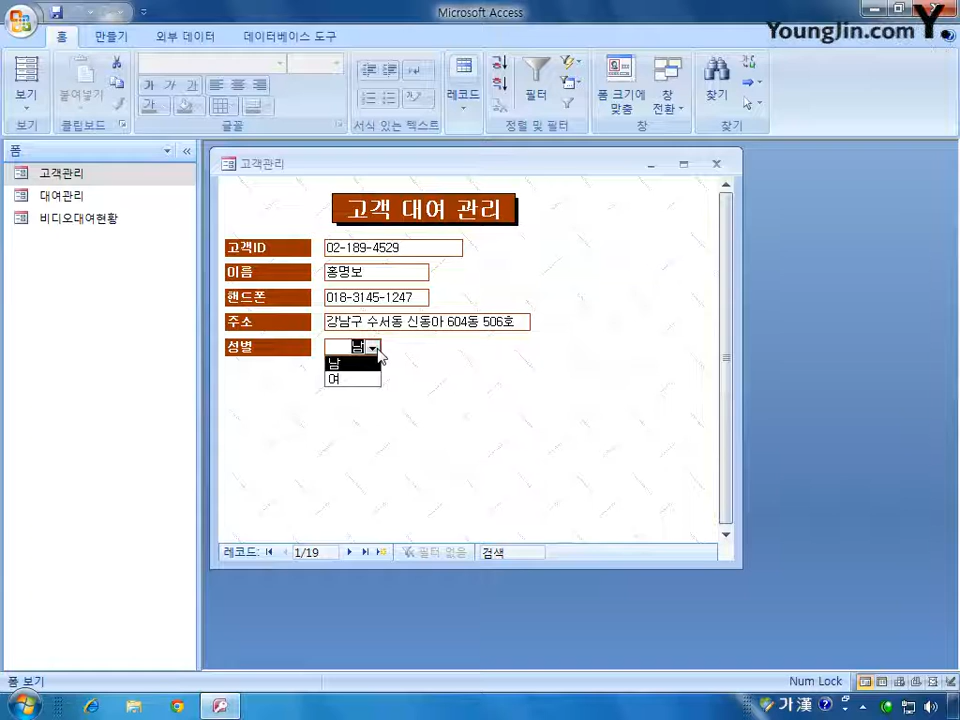 Microsoft Access
YoungJin.com Y.
홈 만들기 외부 데이터 데이터베이스 도구
보기
붙여넣기
가 가 가
가
레코드
필터
폼 크기에 맞춤
창 전환
찾기
보기 클립보드 글꼴 서식 있는 텍스트 정렬 및 필터 창 찾기
폼
고객관리
대여관리
비디오대여현황
고객관리
고객 대여 관리
고객ID 02-189-4529
이름 홍명보
핸드폰 018-3145-1247
주소 강남구 수서동 신동아 604동 506호
성별 남
남
여
레코드: 1/19 필터 없음 검색
폼 보기 Num Lock
가 漢